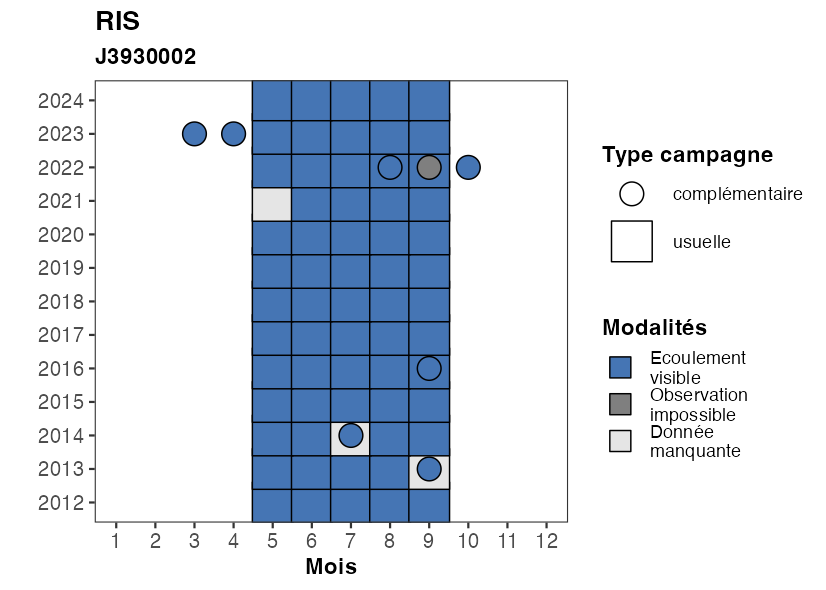 RIS
J3930002
2024
2023
2022
2021
2020
2019
2018
2017
2016
2015
2014
2013
2012
1 2 3 4 5 6 7 8 9 10 11 12
Mois
Type campagne
complémentaire
usuelle
Modalités
Ecoulement
visible
Observation
impossible
Donnée
manquante